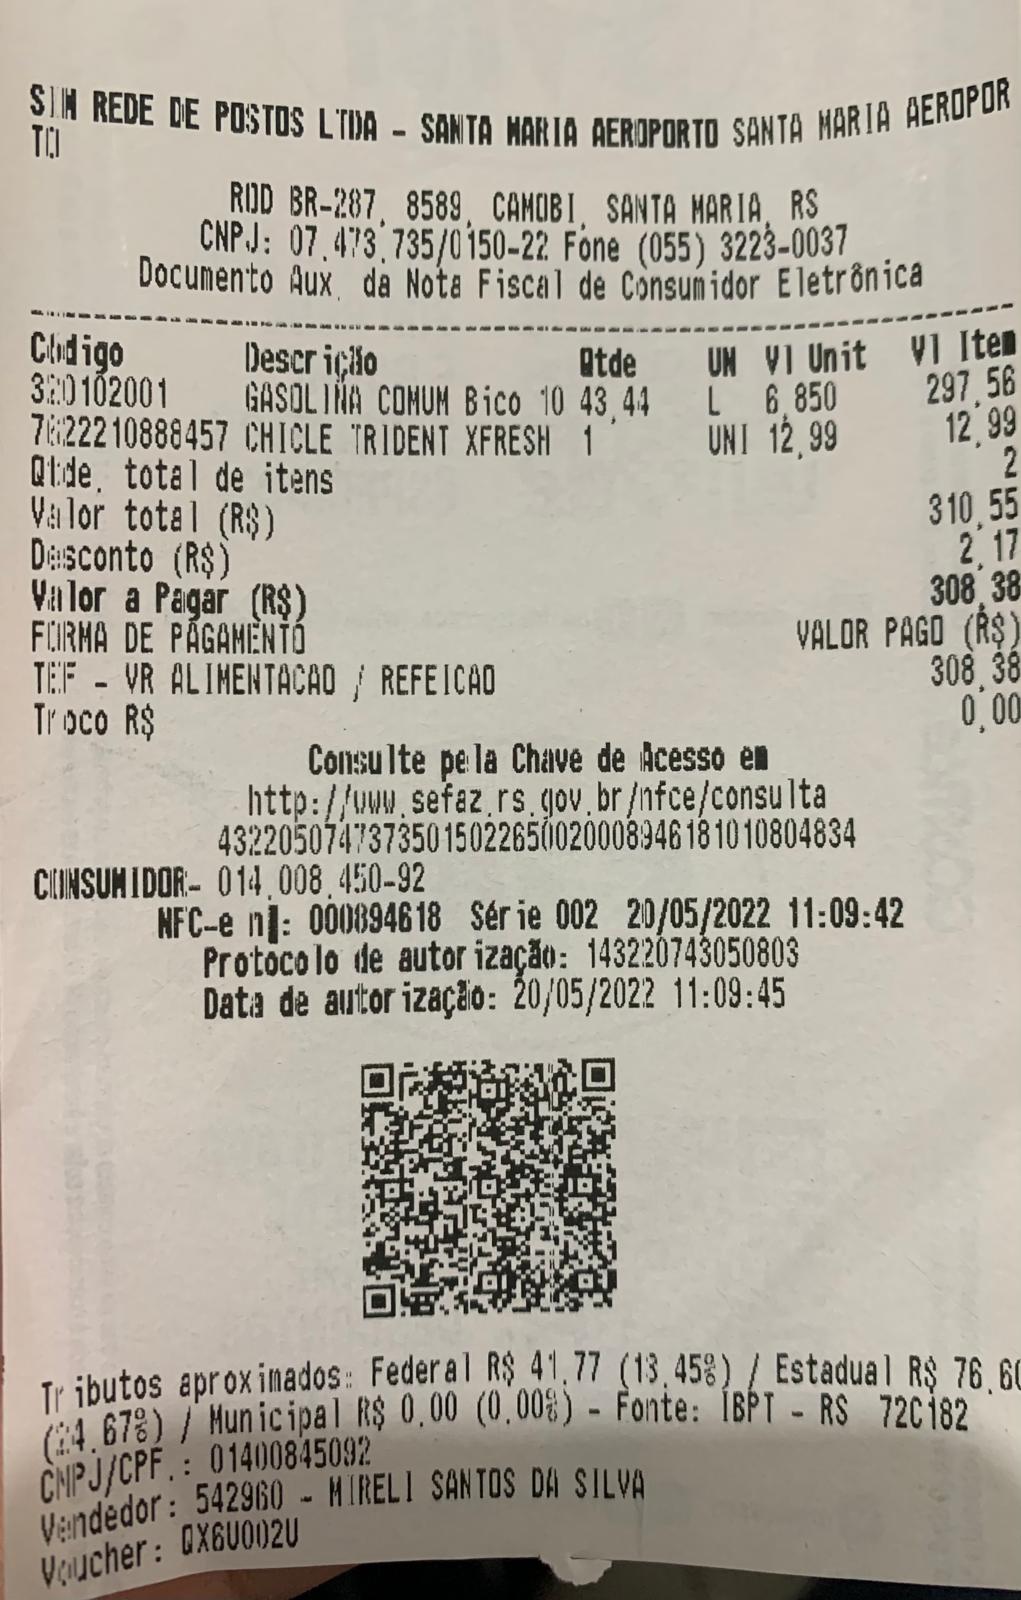 SIM REDE DE POSTOS LTDA - SANTA MARIA AEROPORTO SANTA MARIA AEROPOR
TO
ROD BR-287, 8589, CAMOBI, SANTA MARIA, RS
CNPJ: 07.473.735/0150-22 Fone (055) 3223-0037
Documento Aux. da Nota Fiscal de Consumidor Eletrônica
Código Descrição Qtde UN Vl Unit Vl Item
320102001 GASOLINA COMUM Bico 10 43,44 L 6,850 297,56
7622210888457 CHICLE TRIDENT XFRESH 1 UNI 12,99 12,99
Qtde. total de itens 2
Valor total (R$) 310,55
Desconto (R$) 2,17
Valor a Pagar (R$) 308,38
FORMA DE PAGAMENTO VALOR PAGO (R$)
TEF - VR ALIMENTACAO / REFEICAO 308,38
Troco R$ 0,00
Consulte pela Chave de Acesso em
http://www.sefaz.rs.gov.br/nfce/consulta
43220507473735015022650020008946181010804834
CONSUMIDOR- 014.008.450-92
NFC-e nº: 000894618 Série 002 20/05/2022 11:09:42
Protocolo de autorização: 143220743050803
Data de autorização: 20/05/2022 11:09:45
Tributos aproximados: Federal R$ 41,77 (13.45%) / Estadual R$ 76,60
(24.67%) / Municipal R$ 0,00 (0.00%) - Fonte: IBPT - RS 72C182
CNPJ/CPF.: 01400845092
Vendedor: 542960 - MIRELI SANTOS DA SILVA
Voucher: QX6U002U